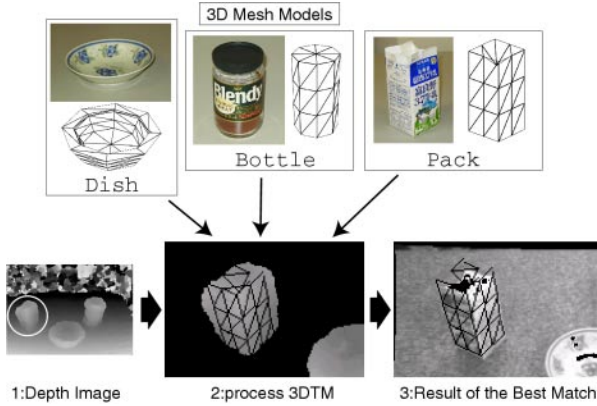 3D Mesh Models
Blendy
Dish
Bottle
Pack
1:Depth Image
2:process 3DTM
3:Result of the Best Match